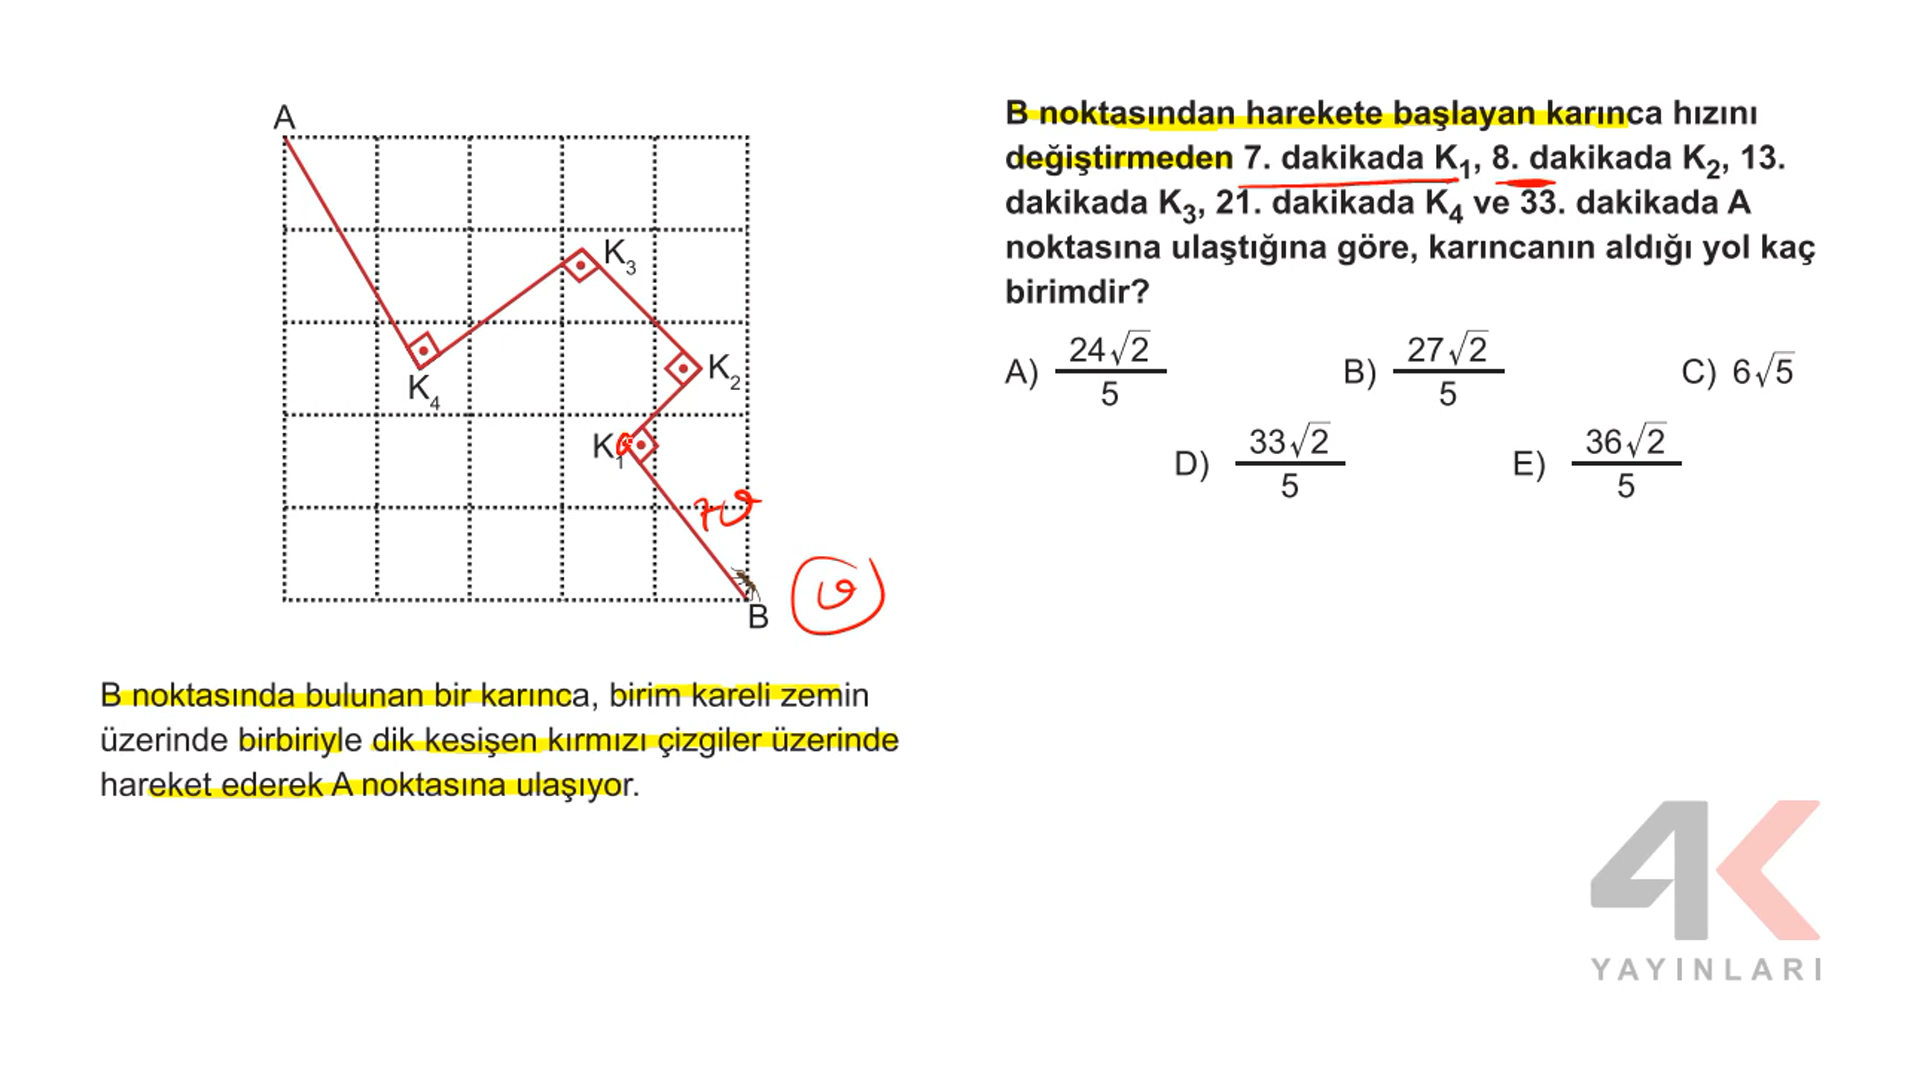 A
K3
K2
K4
K1
7v
v
B
B noktasında bulunan bir karınca, birim kareli zemin
üzerinde birbiriyle dik kesişen kırmızı çizgiler üzerinde
hareket ederek A noktasına ulaşıyor.
B noktasından harekete başlayan karınca hızını
değiştirmeden 7. dakikada K1, 8. dakikada K2, 13.
dakikada K3, 21. dakikada K4 ve 33. dakikada A
noktasına ulaştığına göre, karıncanın aldığı yol kaç
birimdir?
A) 24√2/5 B) 27√2/5 C) 6√5
D) 33√2/5 E) 36√2/5
4K
YAYINLARI